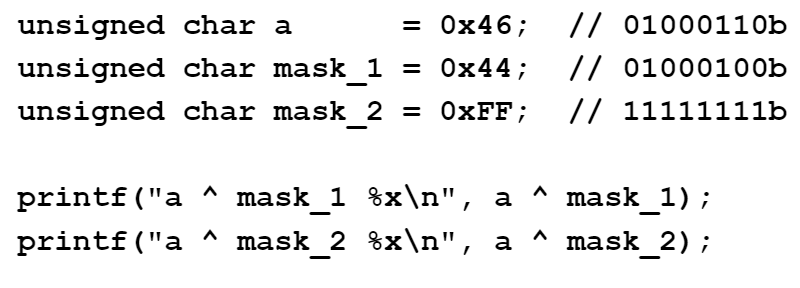 unsigned char a      = 0x46;  // 01000110b
unsigned char mask_1 = 0x44;  // 01000100b
unsigned char mask_2 = 0xFF;  // 11111111b
printf("a ^ mask_1 %x\n", a ^ mask_1);
printf("a ^ mask_2 %x\n", a ^ mask_2);